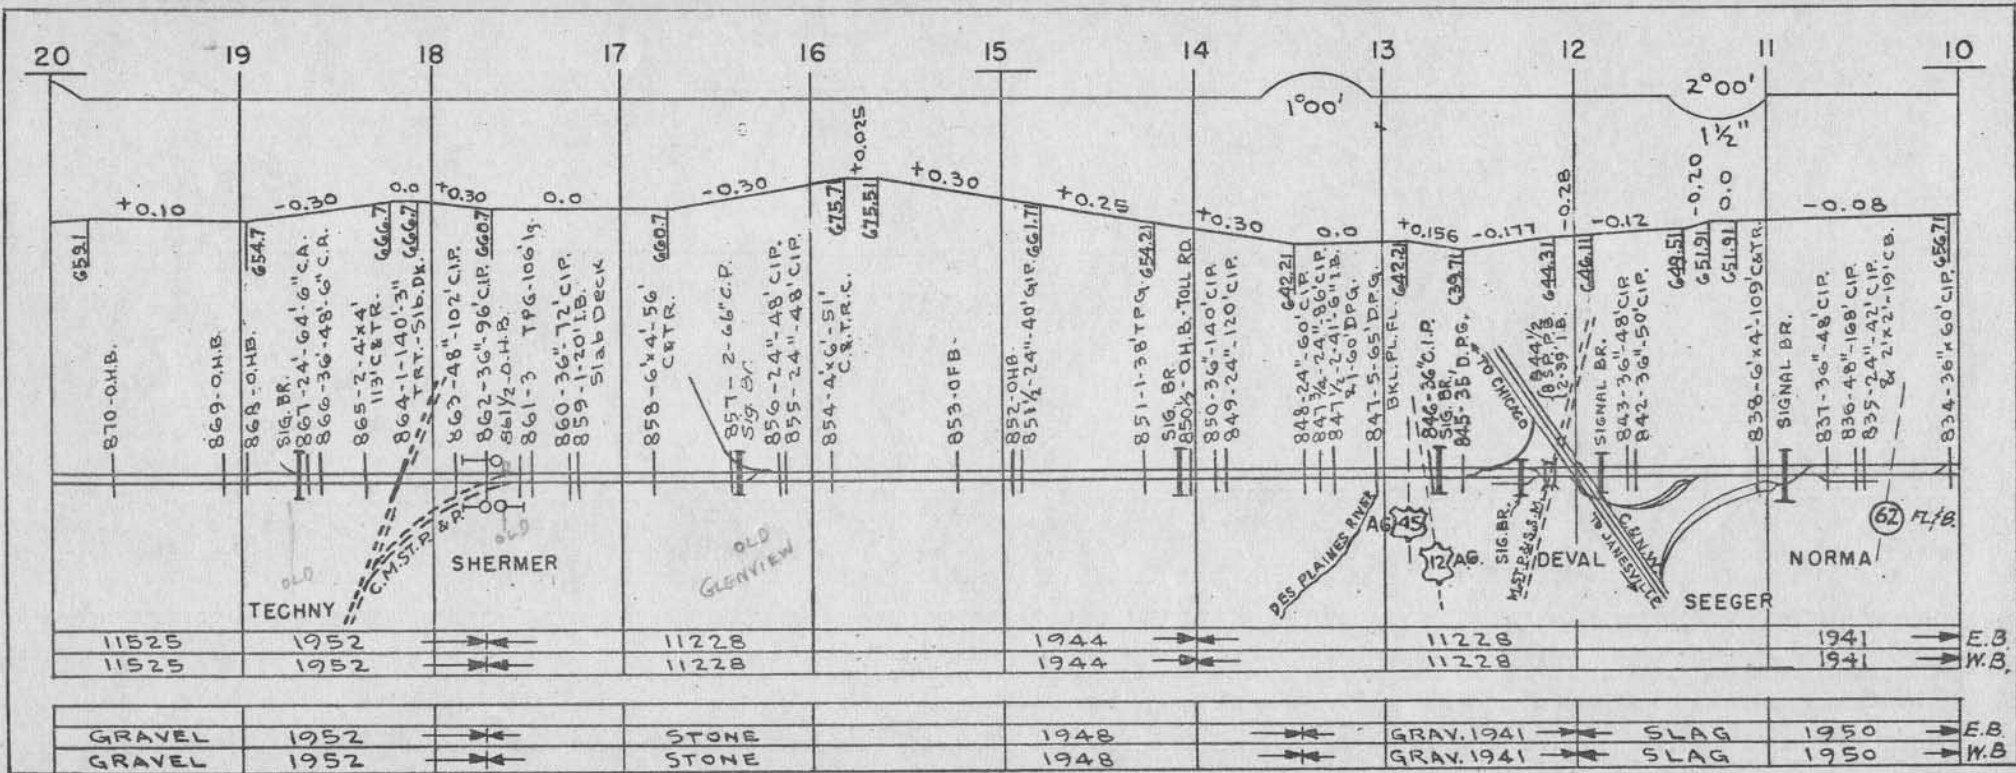 20 19 18 17 16 15 14 13 12 11 10
1°00'
2°00'
1½"
+0.10 -0.30 0.0 +0.30 0.0 -0.30 +0.025 +0.30 +0.25 +0.30 0.0 +0.156 -0.177 -0.28 -0.12 -0.20 0.0 -0.08
659.1 654.7 666.7 666.7 660.7 660.7 675.7 675.51 661.71 654.21 642.21 642.21 639.71 644.31 646.11 649.51 651.91 651.91 656.71
870-O.H.B.
869-O.H.B.
868-O.H.B.
SIG. BR.
867-24"-64'-6" C.A.
866-36"-48'-6" C.A.
865-2-4'x4'
113' C&TR.
864-1-140'-3"
T.R.T.-Slb.Dk.
863-48"-102' C.I.P.
862-36"-96' C.I.P.
861½-O.H.B.
861-3 TPG-106' lg.
860-36"-72' C.I.P.
859-1-20' I.B.
Slab Deck
858-6'x4'-56'
C&TR.
857-2-66" C.P.
Sig. Br.
856-24"-48' C.I.P.
855-24"-48' C.I.P.
854-4'x6'-51'
C.&.T.R.C.
853-OFB-
852-OHB.
851½-24"-40' G.P.
851-1-38' T.P.G.
SIG. BR.
850½-O.H.B.-TOLL RD.
850-36"-140' C.I.P.
849-24"-120' C.I.P.
848-24"-60' C.I.P.
847¾-24"-86' C.I.P.
847½-2-41'-6" I.B.
&1-60' D.P.G.
847-5-65' D.P.G.
BKL.PL.FL.
846-36" C.I.P.
SIG. BR.
845-35 D.P.G.
844½
2-39 I.B.
SIGNAL BR.
843-36"-48' C.I.P.
842-36"-50' C.I.P.
838-6'x4'-109' C&TR.
SIGNAL BR.
837-36"-48' C.I.P.
836-48"-168' C.I.P.
835-24"-42' C.I.P.
& 2'x2'-19' C.B.
834-36"x60' C.I.P.
TO CHICAGO
C.M.ST.P. & P.
OLD
OLD
OLD
GLENVIEW
DES PLAINES RIVER
AG 45
12 AG.
SIG. BR.
M.ST.P.&S.S.M.
C.&N.W.
TO JANESVILLE
62 FL/B.
TECHNY SHERMER DEVAL SEEGER NORMA
11525 1952 11228 1944 11228 1941 E.B.
11525 1952 11228 1944 11228 1941 W.B.
GRAVEL 1952 STONE 1948 GRAV. 1941 SLAG 1950 E.B.
GRAVEL 1952 STONE 1948 GRAV. 1941 SLAG 1950 W.B.